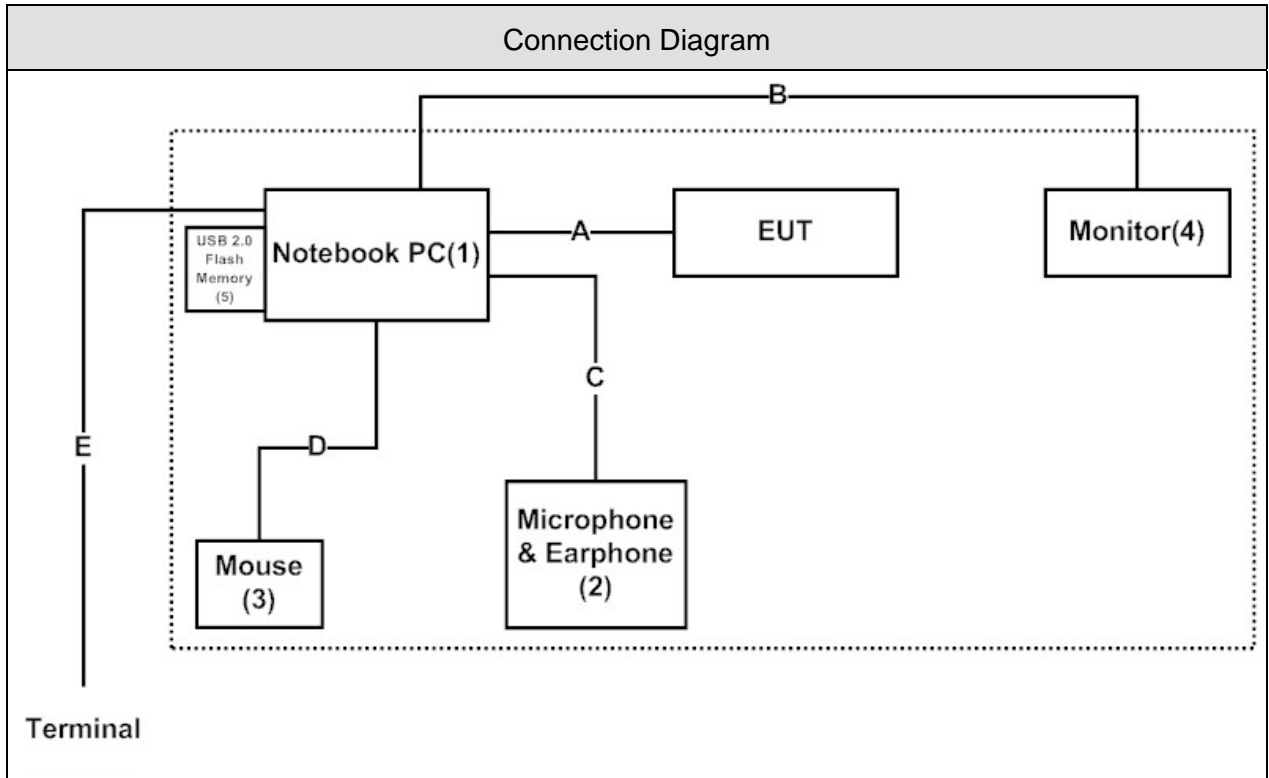 Connection Diagram
B
USB 2.0
Flash
Memory
(5)
Notebook PC(1)
A
EUT
Monitor(4)
C
E
D
Microphone
& Earphone
(2)
Mouse
(3)
Terminal